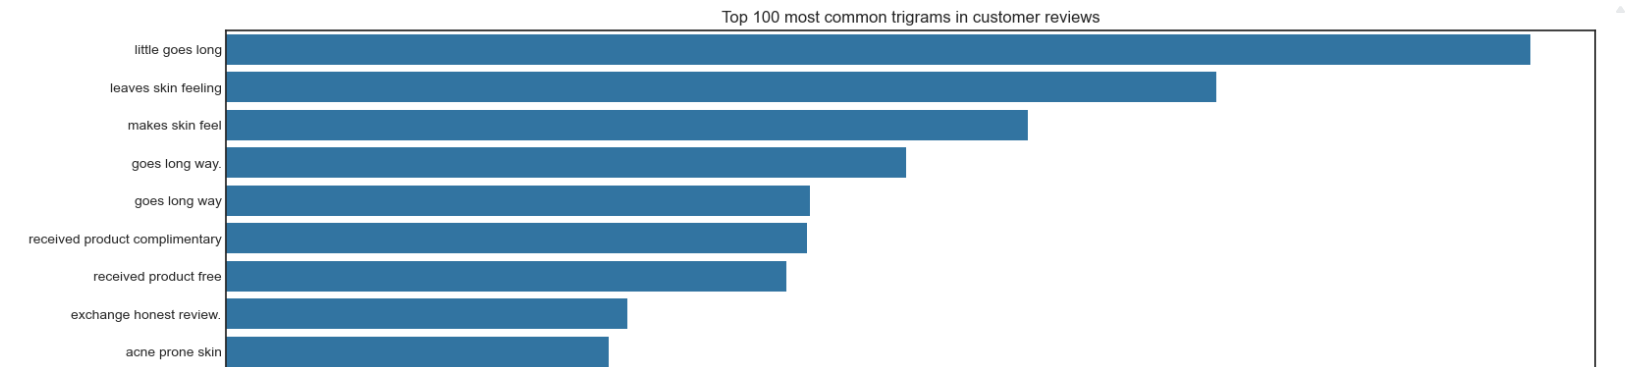 Top 100 most common trigrams in customer reviews
little goes long
leaves skin feeling
makes skin feel
goes long way.
goes long way
received product complimentary
received product free
exchange honest review.
acne prone skin